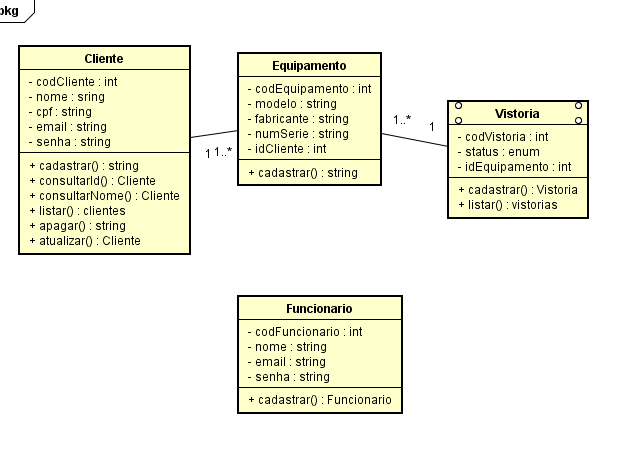 pkg
Cliente
- codCliente : int
- nome : sring
- cpf : string
- email : string
- senha : string
+ cadastrar() : string
+ consultarId() : Cliente
+ consultarNome() : Cliente
+ listar() : clientes
+ apagar() : string
+ atualizar() : Cliente
1
1..*
Equipamento
- codEquipamento : int
- modelo : string
- fabricante : string
- numSerie : string
- idCliente : int
+ cadastrar() : string
1..*
1
Vistoria
- codVistoria : int
- status : enum
- idEquipamento : int
+ cadastrar() : Vistoria
+ listar() : vistorias
Funcionario
- codFuncionario : int
- nome : string
- email : string
- senha : string
+ cadastrar() : Funcionario